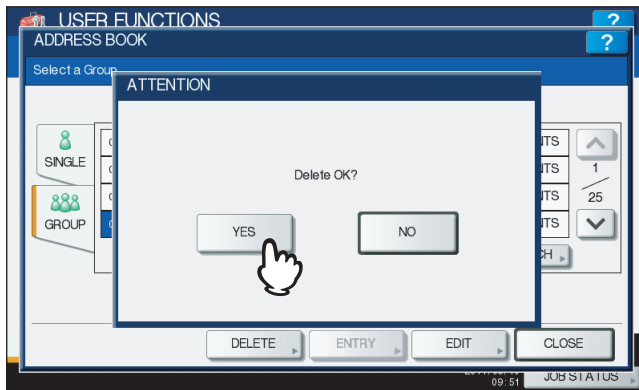 USER FUNCTIONS
?
ADDRESS BOOK
?
Select a Group
ATTENTION
SINGLE
GROUP
Delete OK?
YES
NO
1
25
DELETE
ENTRY
EDIT
CLOSE
09:51
JOB STATUS